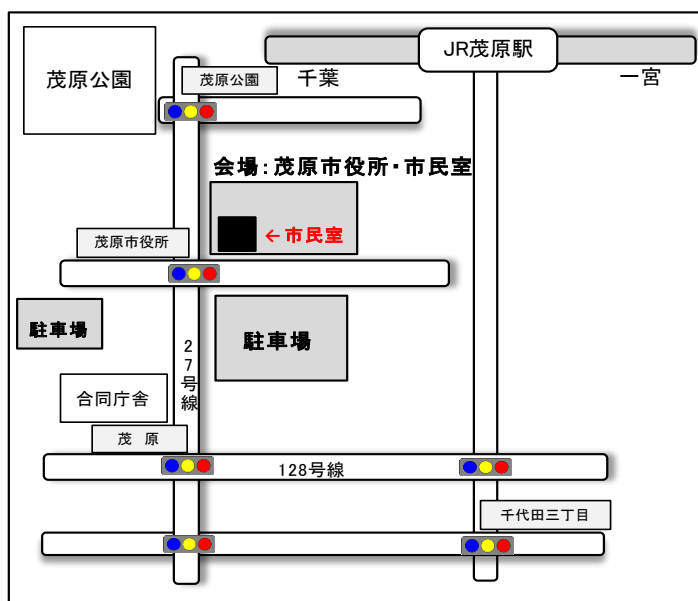 JR茂原駅
茂原公園
茂原公園
千葉
一宮
会場:茂原市役所・市民室
←市民室
茂原市役所
駐車場
駐車場
27号線
合同庁舎
茂 原
128号線
千代田三丁目